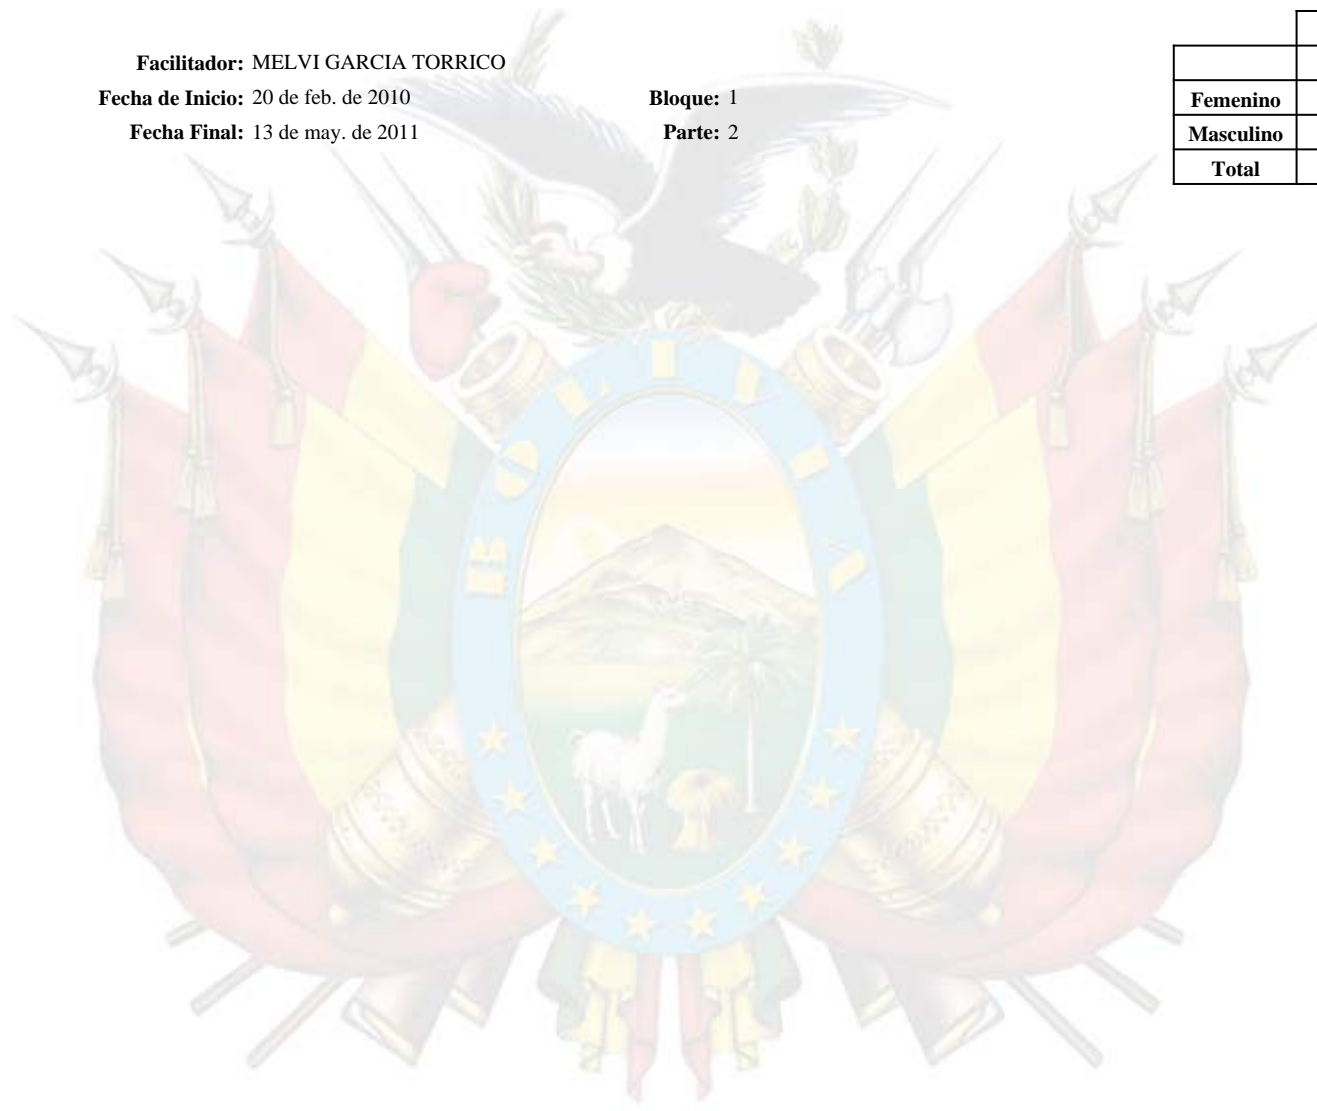 Facilitador: MELVI GARCIA TORRICO
Fecha de Inicio: 20 de feb. de 2010 Bloque: 1
Fecha Final: 13 de may. de 2011 Parte: 2
Femenino
Masculino
Total
BOLIVIA